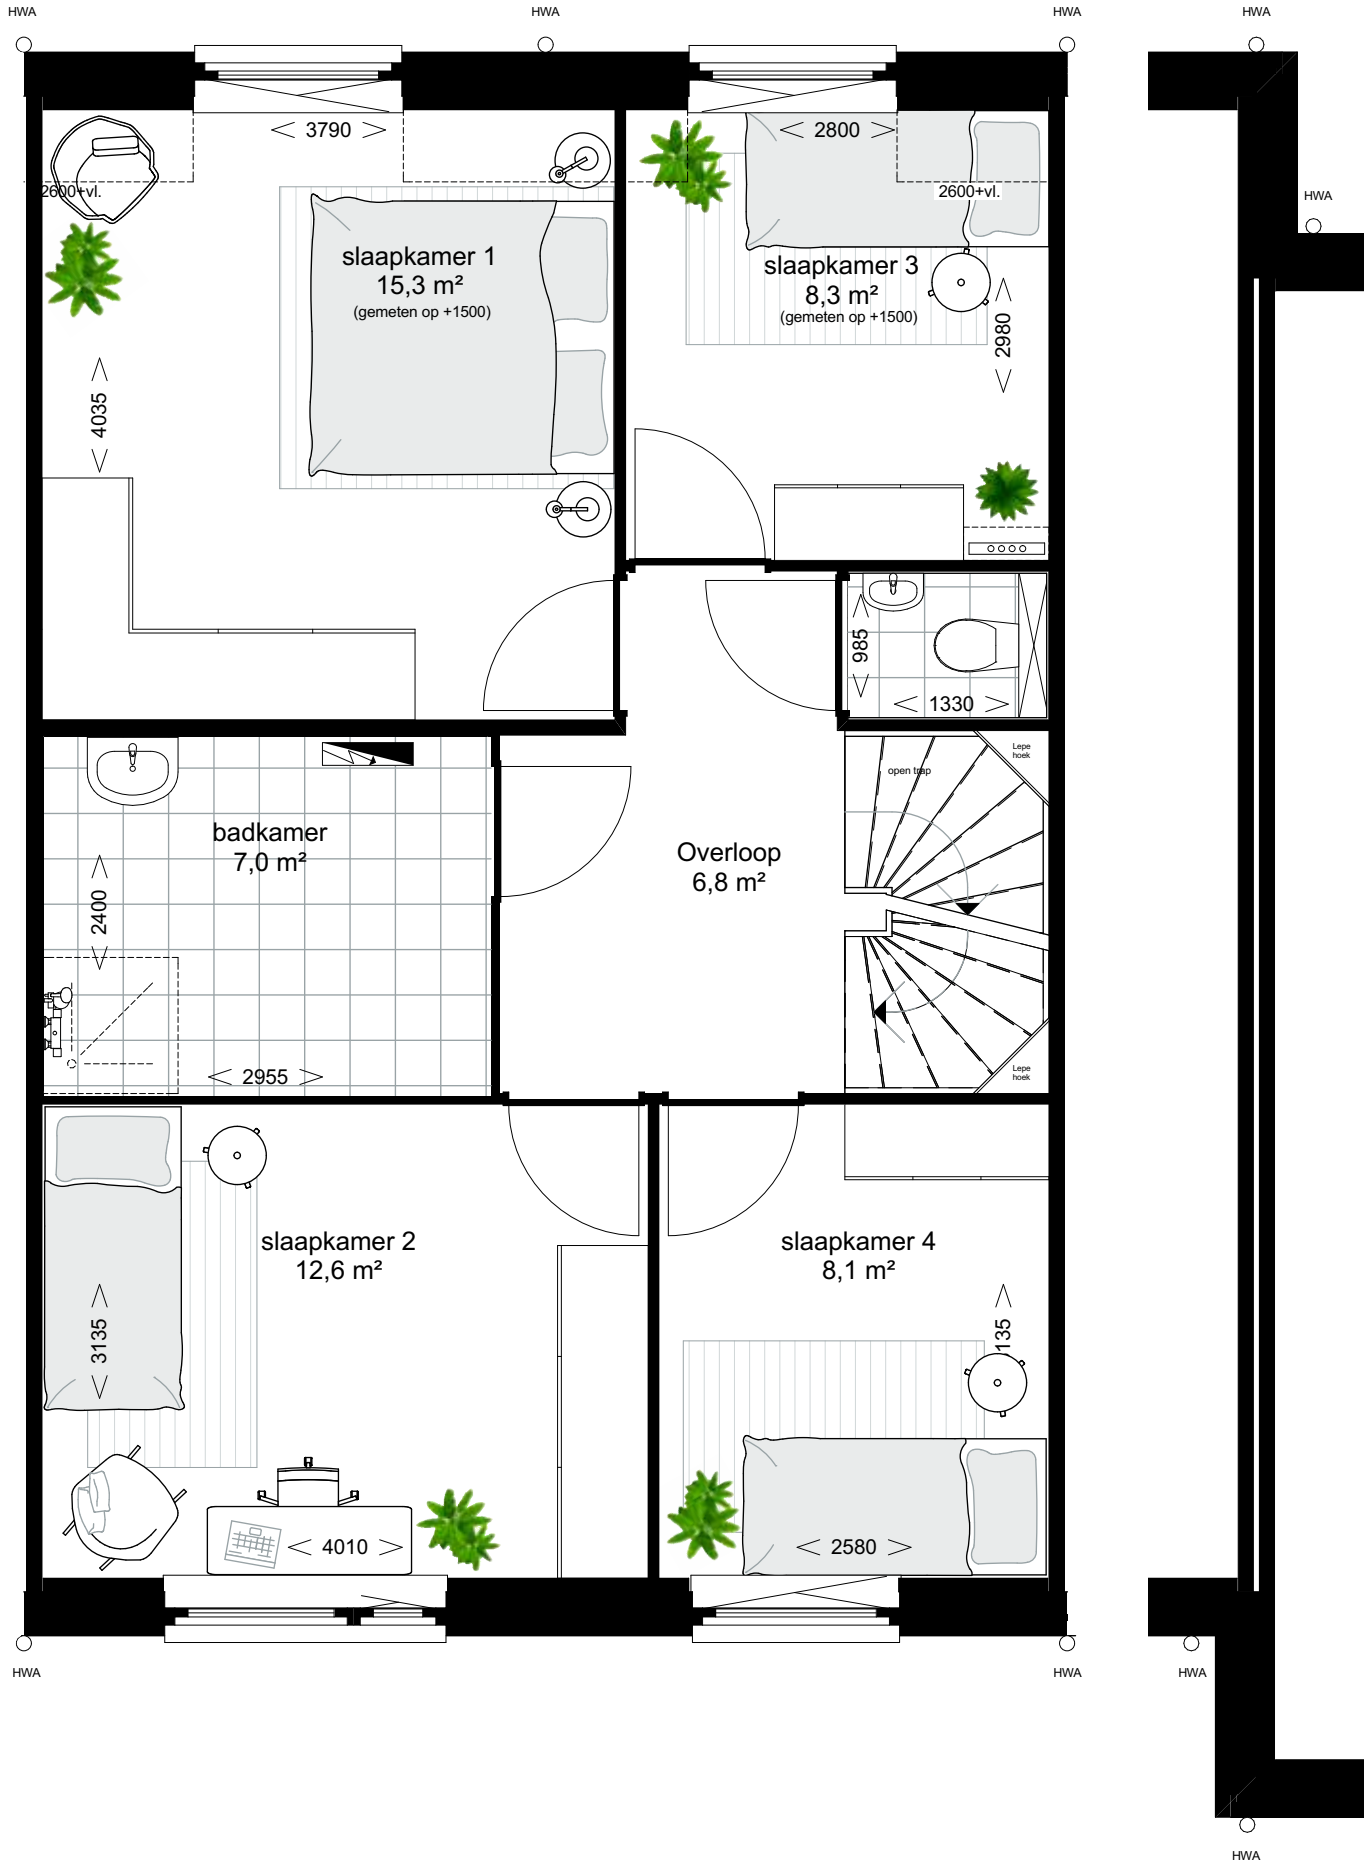 HWA
HWA
HWA
HWA
HWA
3790
2800
2600+vl.
2600+vl.
slaapkamer 1
15,3 m²
(gemeten op +1500)
slaapkamer 3
8,3 m²
(gemeten op +1500)
2980
4035
985
1330
Lepe
hoek
open trap
badkamer
7,0 m²
Overloop
6,8 m²
2400
2955
Lepe
hoek
slaapkamer 2
12,6 m²
slaapkamer 4
8,1 m²
3135
135
4010
2580
HWA
HWA
HWA
HWA